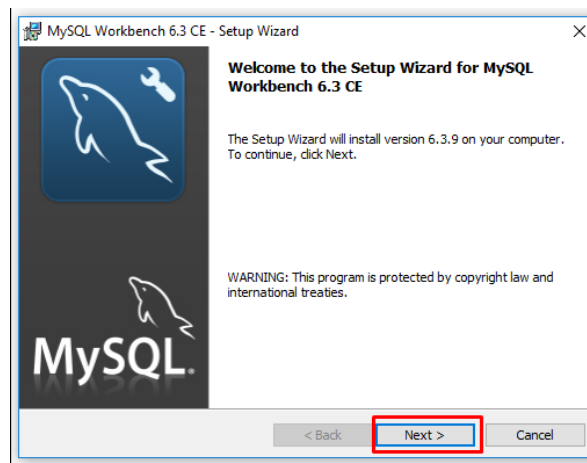 MySQL Workbench 6.3 CE - Setup Wizard
Welcome to the Setup Wizard for MySQL
Workbench 6.3 CE
The Setup Wizard will install version 6.3.9 on your computer.
To continue, click Next.
WARNING: This program is protected by copyright law and
international treaties.
MySQL.
< Back
Next >
Cancel